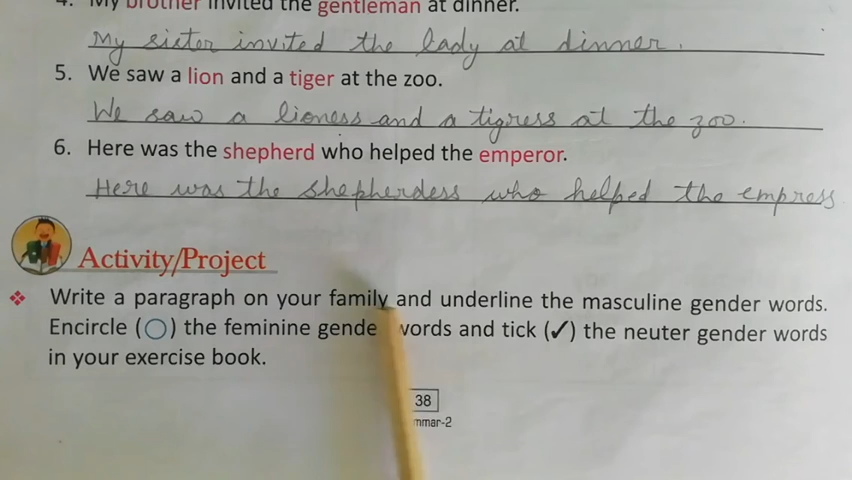 4. My brother invited the gentleman at dinner.
My sister invited the lady at dinner.
5. We saw a lion and a tiger at the zoo.
We saw a lioness and a tigress at the zoo.
6. Here was the shepherd who helped the emperor.
Here was the shepherdess who helped the empress
Activity/Project
❖ Write a paragraph on your family and underline the masculine gender words.
Encircle (○) the feminine gende words and tick (✓) the neuter gender words
in your exercise book.
38
mmar-2